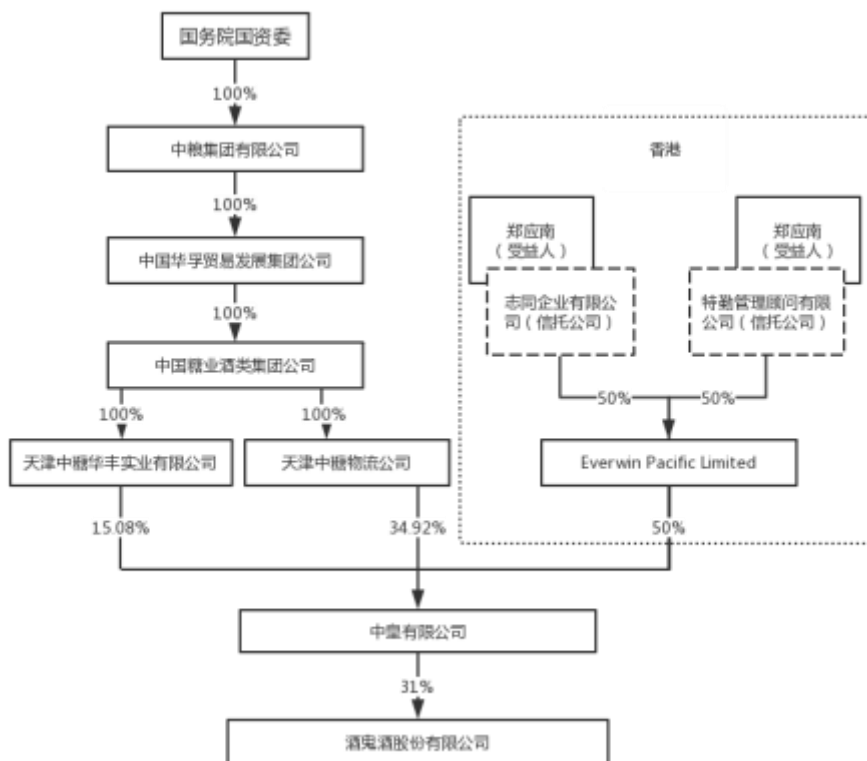 国务院国资委
100%
中粮集团有限公司
香港
100%
郑应南
（受益人）
郑应南
（受益人）
中国华孚贸易发展集团公司
志同企业有限公
司（信托公司）
特勤管理顾问有限
公司（信托公司）
100%
中国糖业酒类集团公司
100%
100%
50%
50%
天津中糖华丰实业有限公司
天津中糖物流公司
Everwin Pacific Limited
15.08%
34.92%
50%
中皇有限公司
31%
酒鬼酒股份有限公司